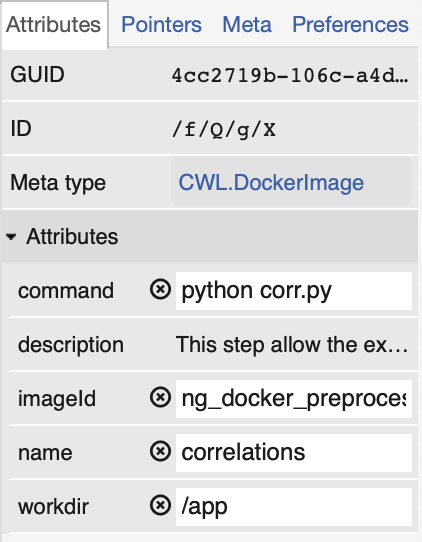 Attributes Pointers Meta Preferences
GUID 4cc2719b-106c-a4d...
ID /f/Q/g/X
Meta type CWL.DockerImage
Attributes
command python corr.py
description This step allow the ex...
imageId ng_docker_preproces
name correlations
workdir /app